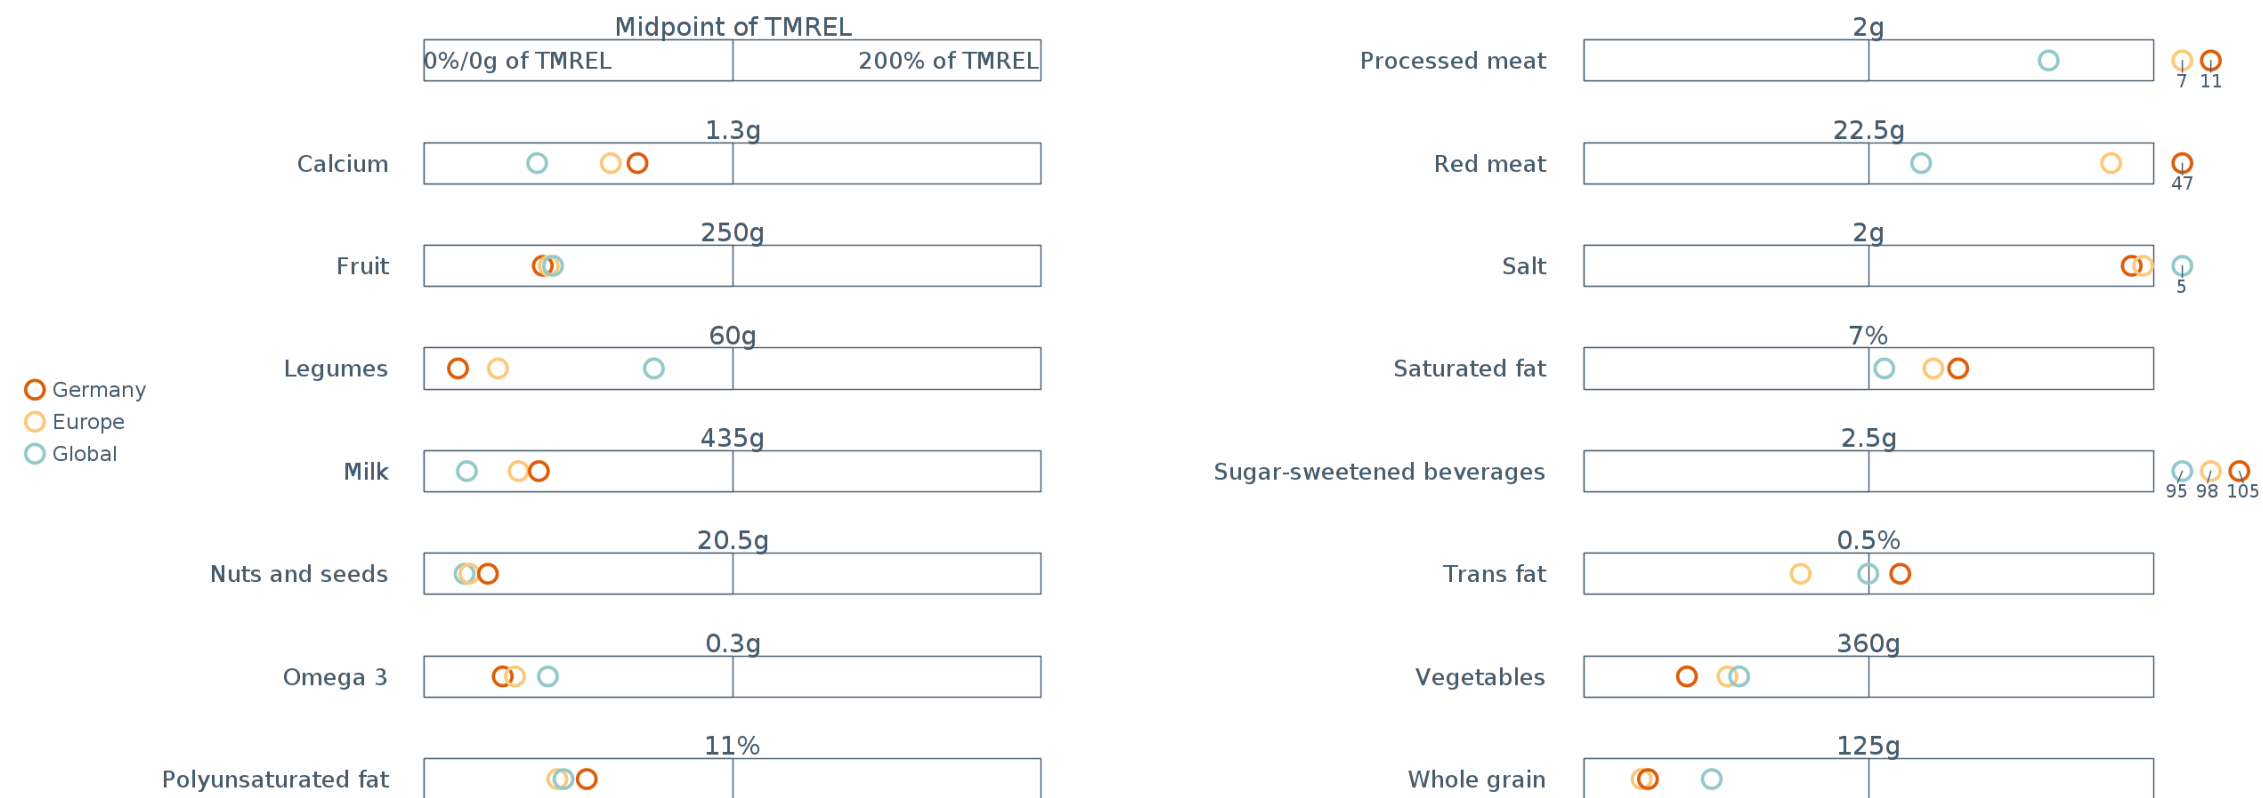 Midpoint of TMREL
0%/0g of TMREL
200% of TMREL
1.3g
Calcium
250g
Fruit
60g
Legumes
435g
Milk
20.5g
Nuts and seeds
0.3g
Omega 3
11%
Polyunsaturated fat
Germany
Europe
Global
2g
Processed meat
7 11
22.5g
Red meat
47
2g
Salt
5
7%
Saturated fat
2.5g
Sugar-sweetened beverages
95 98 105
0.5%
Trans fat
360g
Vegetables
125g
Whole grain